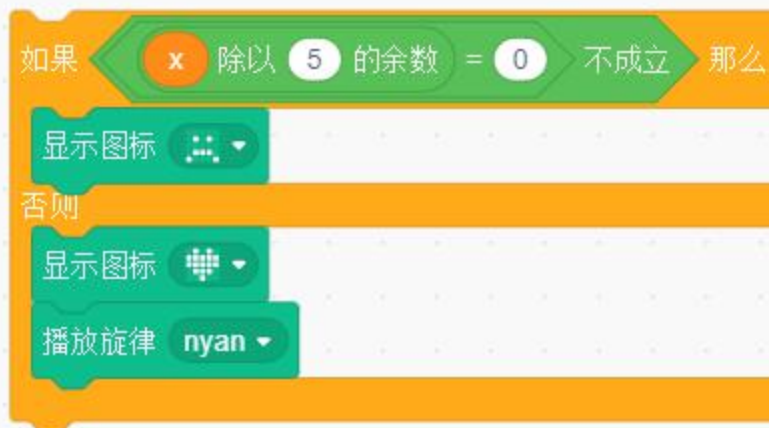 如果 x 除以 5 的余数 = 0 不成立 那么
显示图标
否则
显示图标
播放旋律 nyan